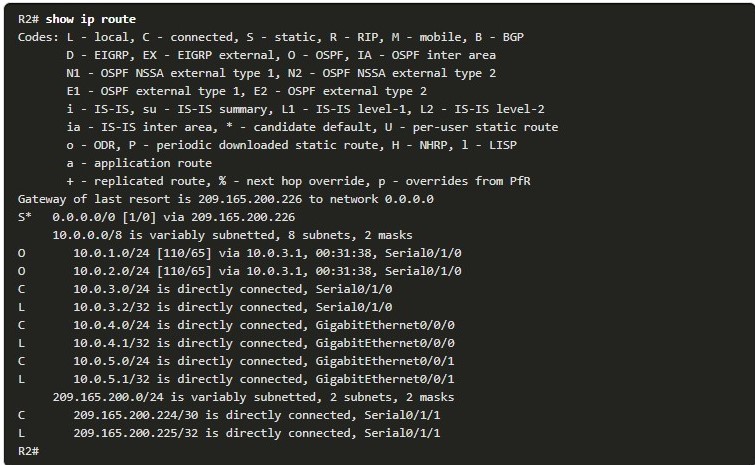 R2# show ip route
Codes: L - local, C - connected, S - static, R - RIP, M - mobile, B - BGP
D - EIGRP, EX - EIGRP external, O - OSPF, IA - OSPF inter area
N1 - OSPF NSSA external type 1, N2 - OSPF NSSA external type 2
E1 - OSPF external type 1, E2 - OSPF external type 2
i - IS-IS, su - IS-IS summary, L1 - IS-IS level-1, L2 - IS-IS level-2
ia - IS-IS inter area, * - candidate default, U - per-user static route
o - ODR, P - periodic downloaded static route, H - NHRP, l - LISP
a - application route
+ - replicated route, % - next hop override, p - overrides from PfR
Gateway of last resort is 209.165.200.226 to network 0.0.0.0
S* 0.0.0.0/0 [1/0] via 209.165.200.226
10.0.0.0/8 is variably subnetted, 8 subnets, 2 masks
O 10.0.1.0/24 [110/65] via 10.0.3.1, 00:31:38, Serial0/1/0
O 10.0.2.0/24 [110/65] via 10.0.3.1, 00:31:38, Serial0/1/0
C 10.0.3.0/24 is directly connected, Serial0/1/0
L 10.0.3.2/32 is directly connected, Serial0/1/0
C 10.0.4.0/24 is directly connected, GigabitEthernet0/0/0
L 10.0.4.1/32 is directly connected, GigabitEthernet0/0/0
C 10.0.5.0/24 is directly connected, GigabitEthernet0/0/1
L 10.0.5.1/32 is directly connected, GigabitEthernet0/0/1
209.165.200.0/24 is variably subnetted, 2 subnets, 2 masks
C 209.165.200.224/30 is directly connected, Serial0/1/1
L 209.165.200.225/32 is directly connected, Serial0/1/1
R2#